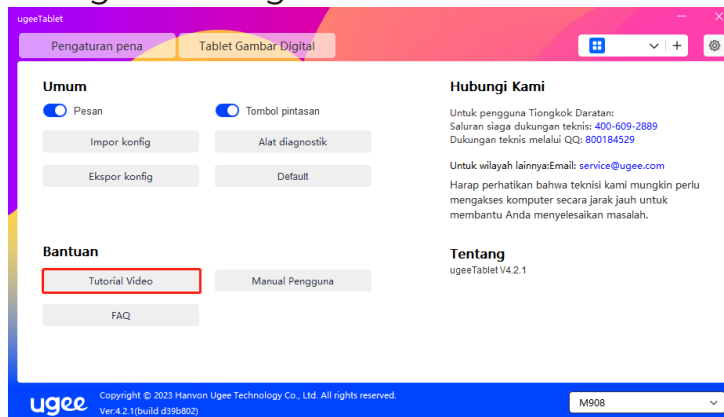 ugeeTablet
Pengaturan pena
Tablet Gambar Digital
Umum
Pesan
Tombol pintasan
Impor konfig
Alat diagnostik
Ekspor konfig
Default
Bantuan
Tutorial Video
Manual Pengguna
FAQ
Hubungi Kami
Untuk pengguna Tiongkok Daratan:
Saluran siaga dukungan teknis: 400-609-2889
Dukungan teknis melalui QQ: 800184529
Untuk wilayah lainnya:Email: service@ugee.com
Harap perhatikan bahwa teknisi kami mungkin perlu
mengakses komputer secara jarak jauh untuk
membantu Anda menyelesaikan masalah.
Tentang
ugeeTablet V4.2.1
ugee
Copyright © 2023 Hanvon Ugee Technology Co., Ltd. All rights reserved.
Ver:4.2.1(build d39b802)
M908